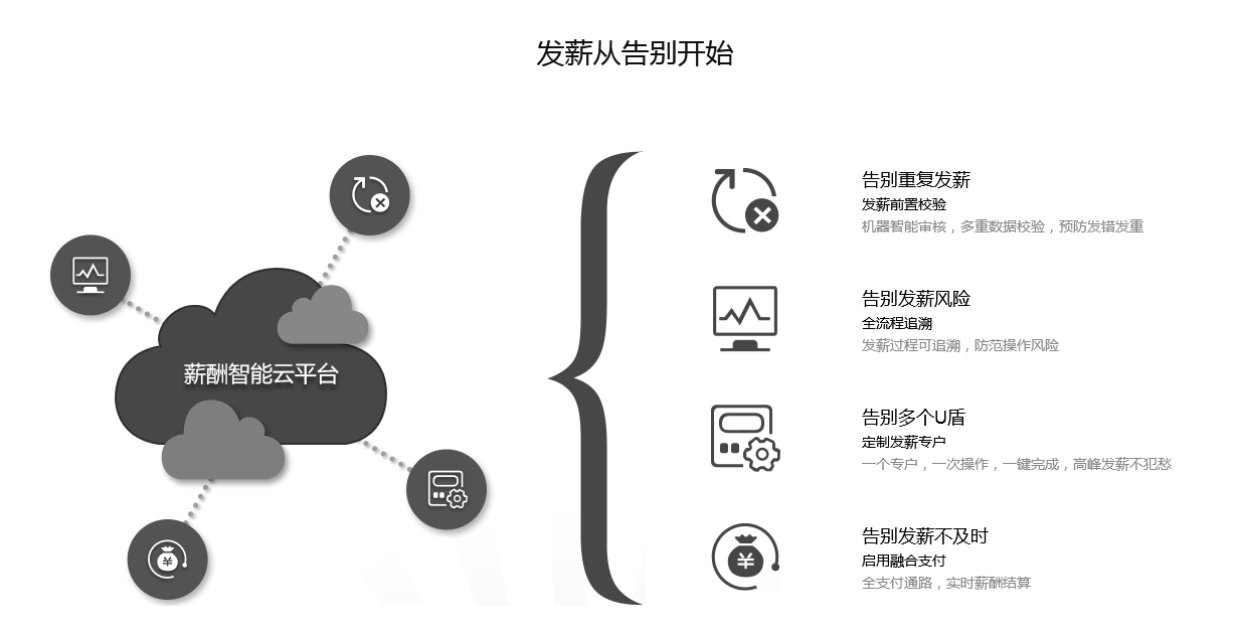 发薪从告别开始
薪酬智能云平台
告别重复发薪
发薪前置校验
机器智能审核，多重数据校验，预防发错发重
告别发薪风险
全流程追溯
发薪过程可追溯，防范操作风险
告别多个U盾
定制发薪专户
一个专户，一次操作，一键完成，高峰发薪不犯愁
告别发薪不及时
启用融合支付
全支付通路，实时薪酬结算